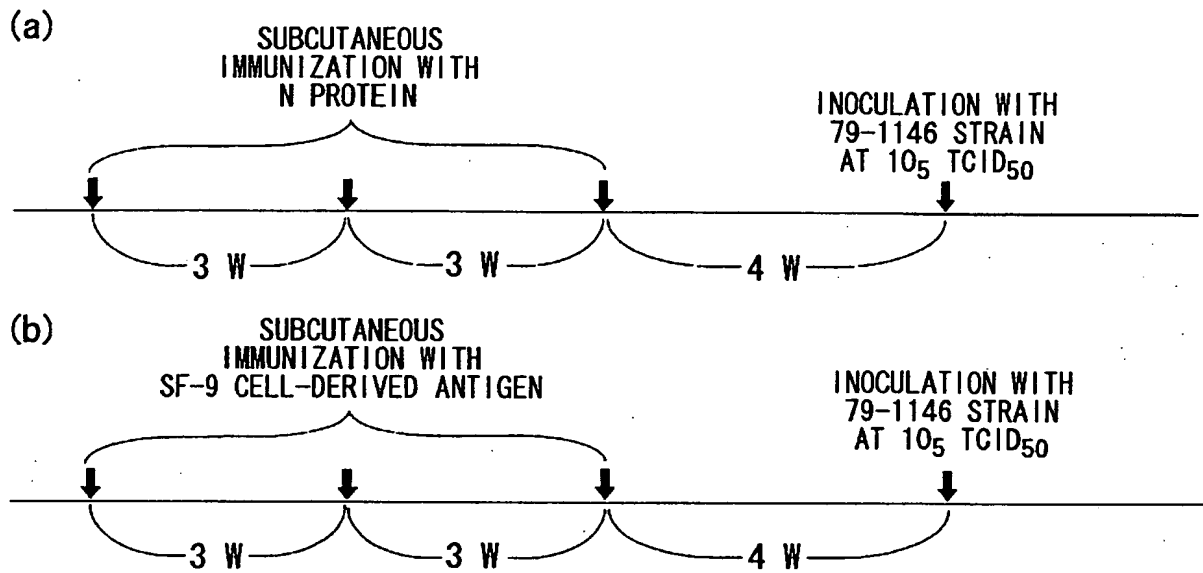 (a)
SUBCUTANEOUS
IMMUNIZATION WITH
N PROTEIN
INOCULATION WITH
79-1146 STRAIN
AT 10₅ TCID₅₀
3 W
3 W
4 W
(b)
SUBCUTANEOUS
IMMUNIZATION WITH
SF-9 CELL-DERIVED ANTIGEN
INOCULATION WITH
79-1146 STRAIN
AT 10₅ TCID₅₀
3 W
3 W
4 W